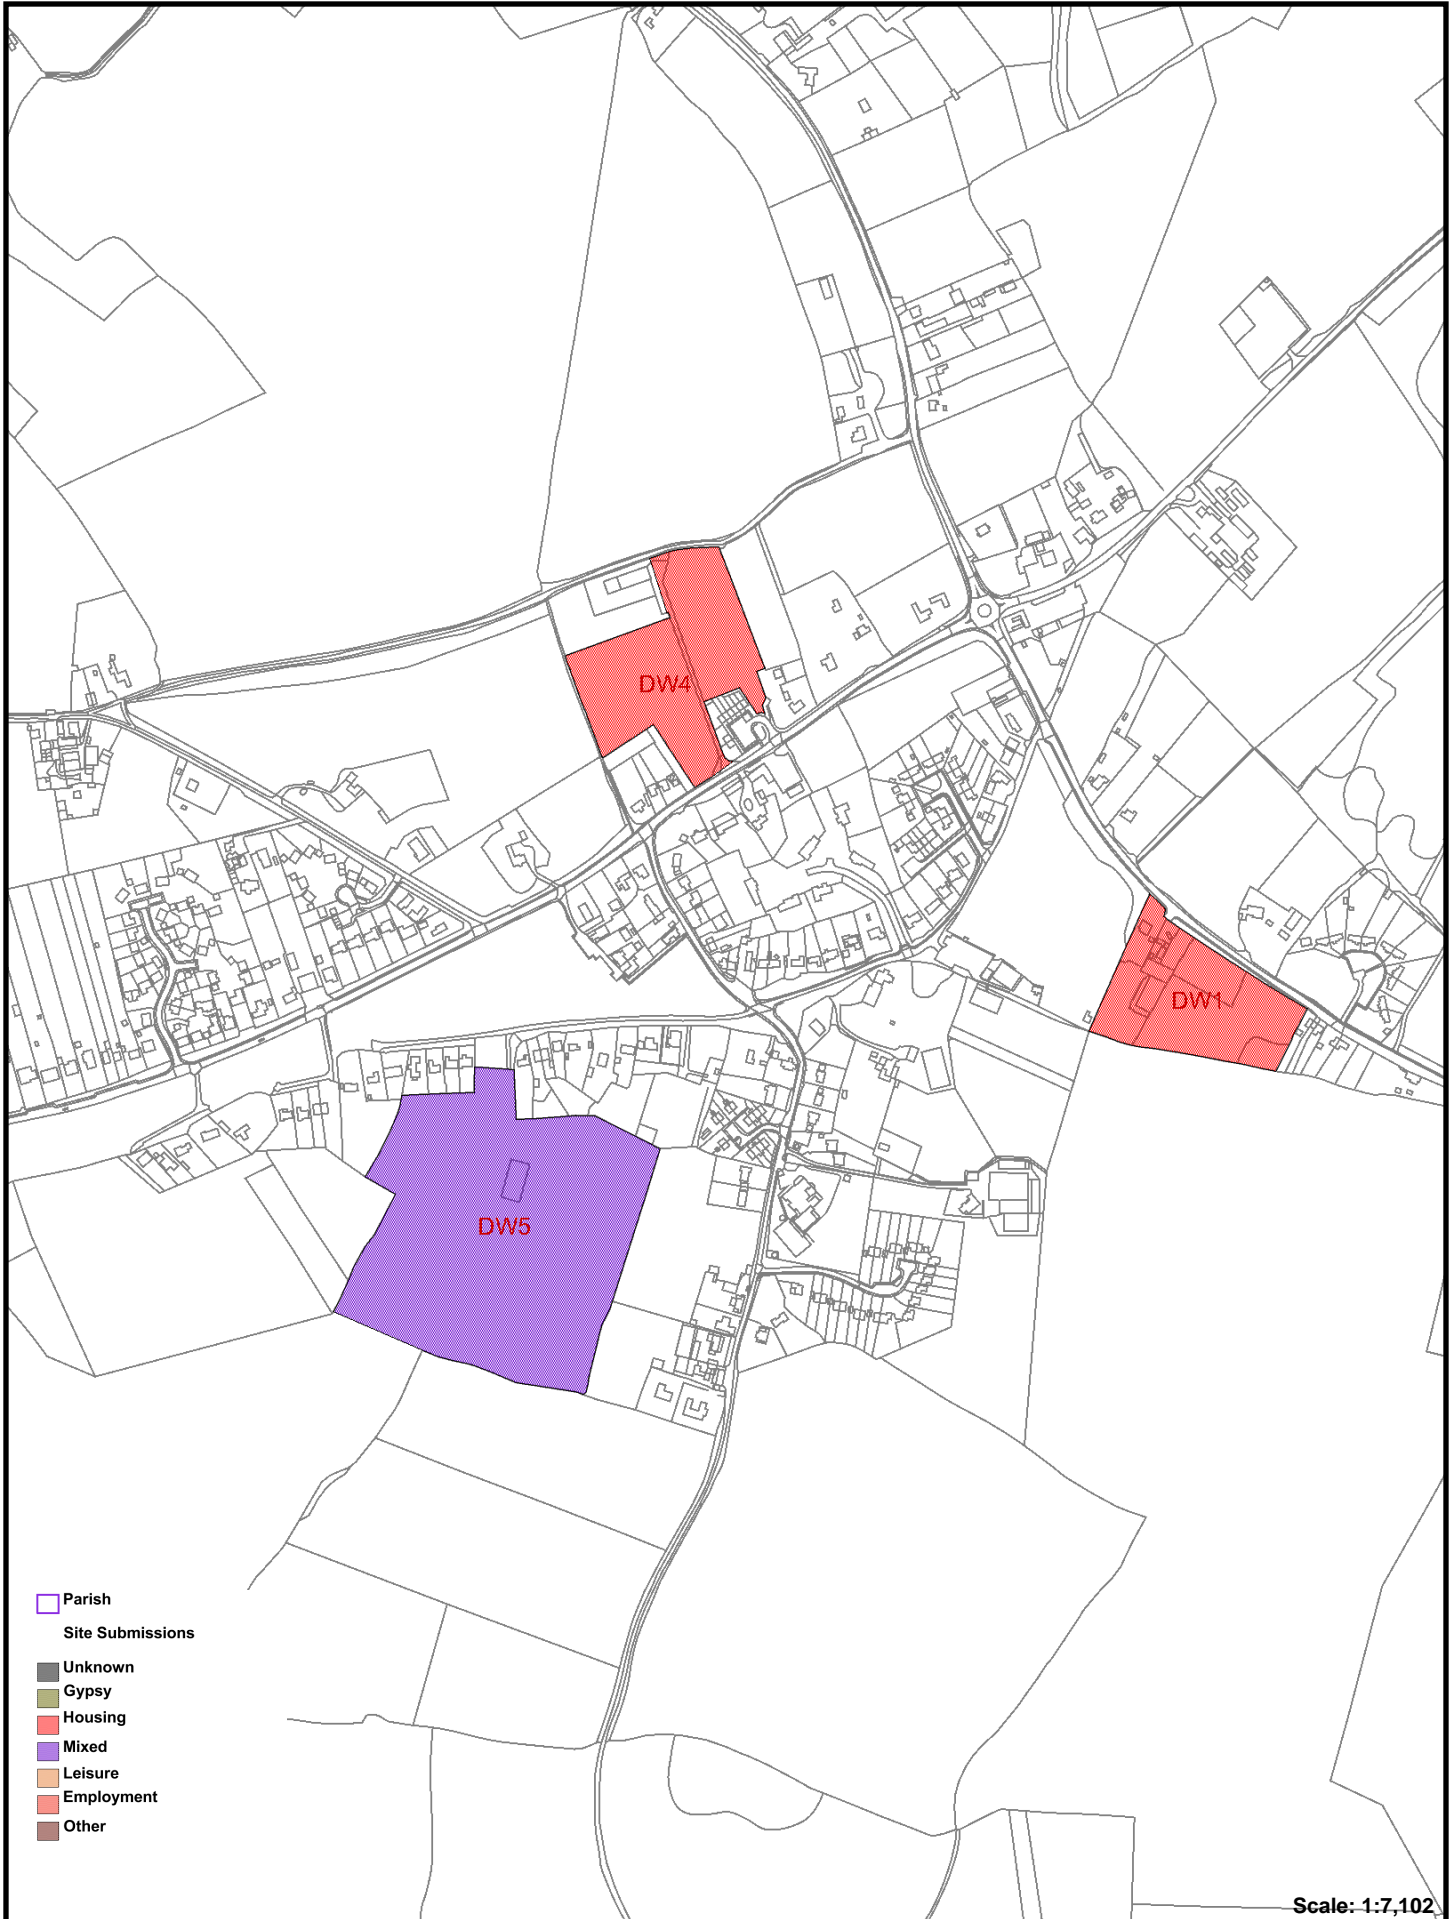 DW4
DW1
DW5
Parish
Site Submissions
Unknown
Gypsy
Housing
Mixed
Leisure
Employment
Other
Scale: 1:7,102